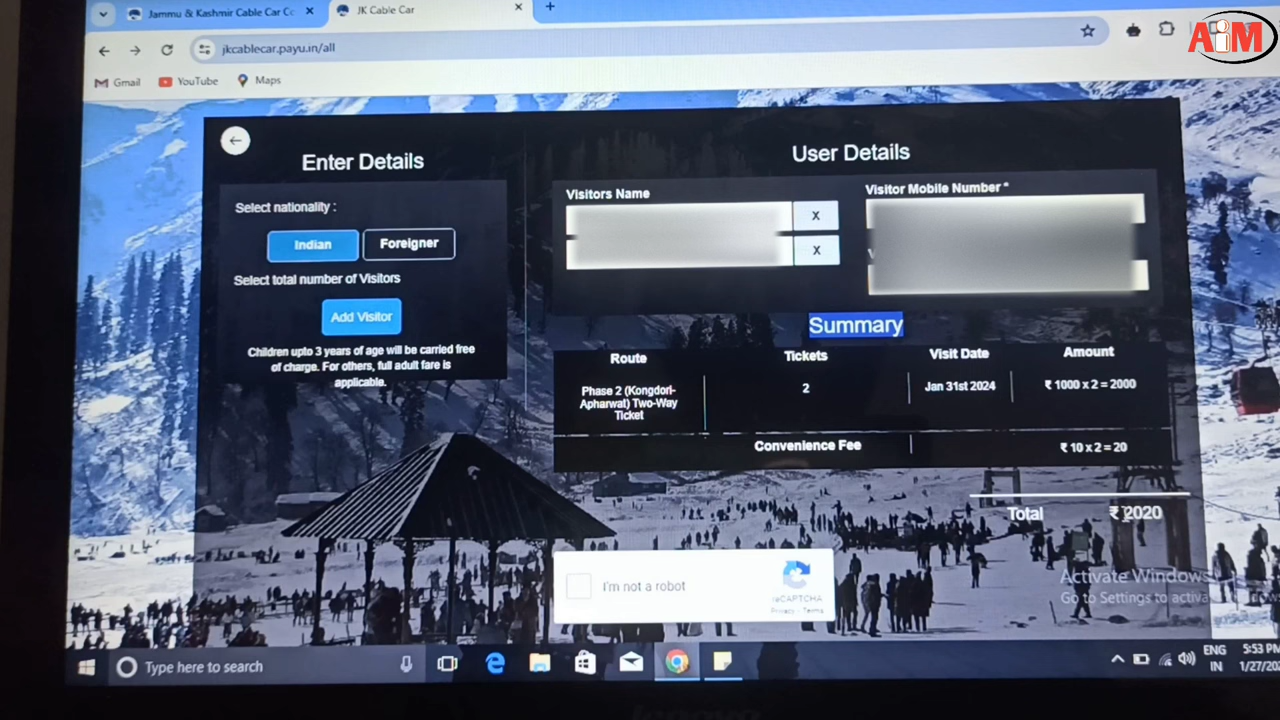 Jammu & Kashmir Cable Car Co
JK Cable Car
AiM
jkcablecar.payu.in/all
Gmail
YouTube
Maps
Enter Details
User Details
Select nationality :
Indian
Foreigner
Select total number of Visitors
Add Visitor
Children upto 3 years of age will be carried free
of charge. For others, full adult fare is
applicable.
Visitors Name
X
X
Visitor Mobile Number *
Summary
Route
Tickets
Visit Date
Amount
Phase 2 (Kongdori-
Apharwat) Two-Way
Ticket
2
Jan 31st 2024
₹ 1000 x 2 = 2000
Convenience Fee
₹ 10 x 2 = 20
Total
₹ 2020
I'm not a robot
reCAPTCHA
Privacy - Terms
Activate Windows
Go to Settings to activa
Type here to search
ENG
IN
5:53 PM
1/27/202